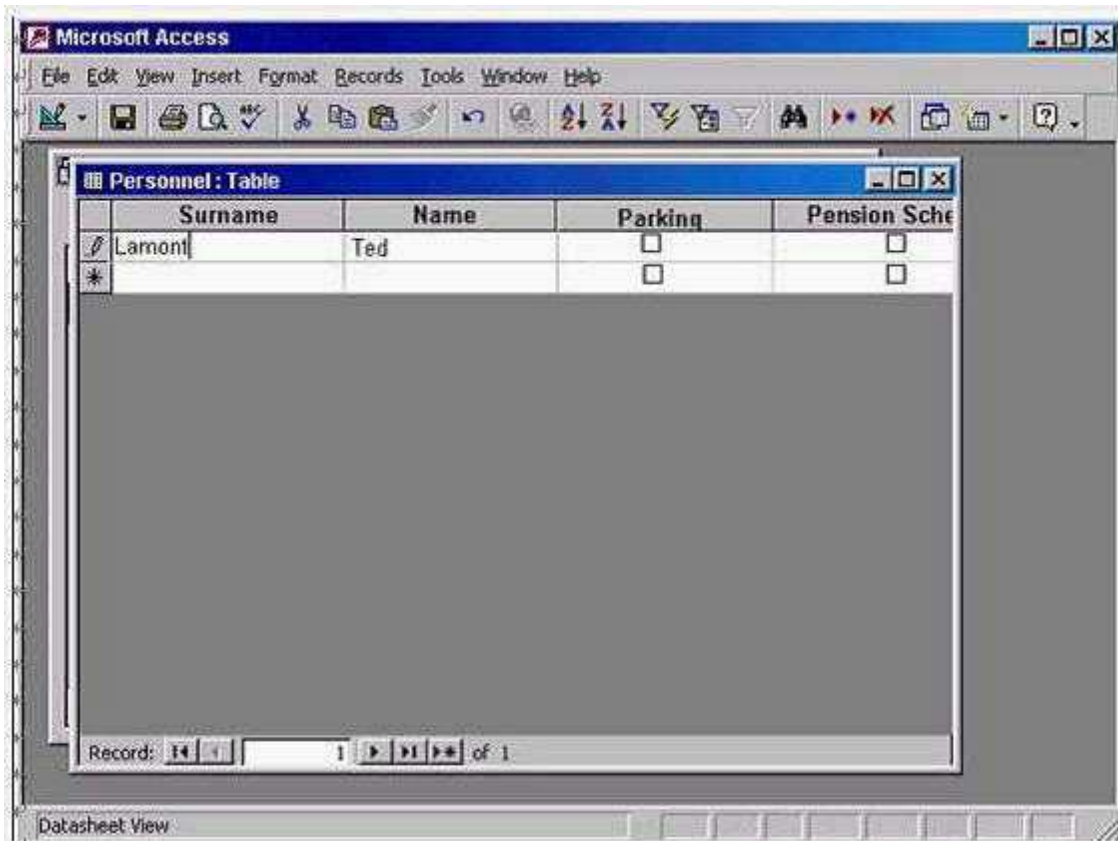 Microsoft Access
File Edit View Insert Format Records Tools Window Help
Personnel : Table
Surname Name Parking Pension Sche
Lamont Ted
Record: 1 of 1
Datasheet View